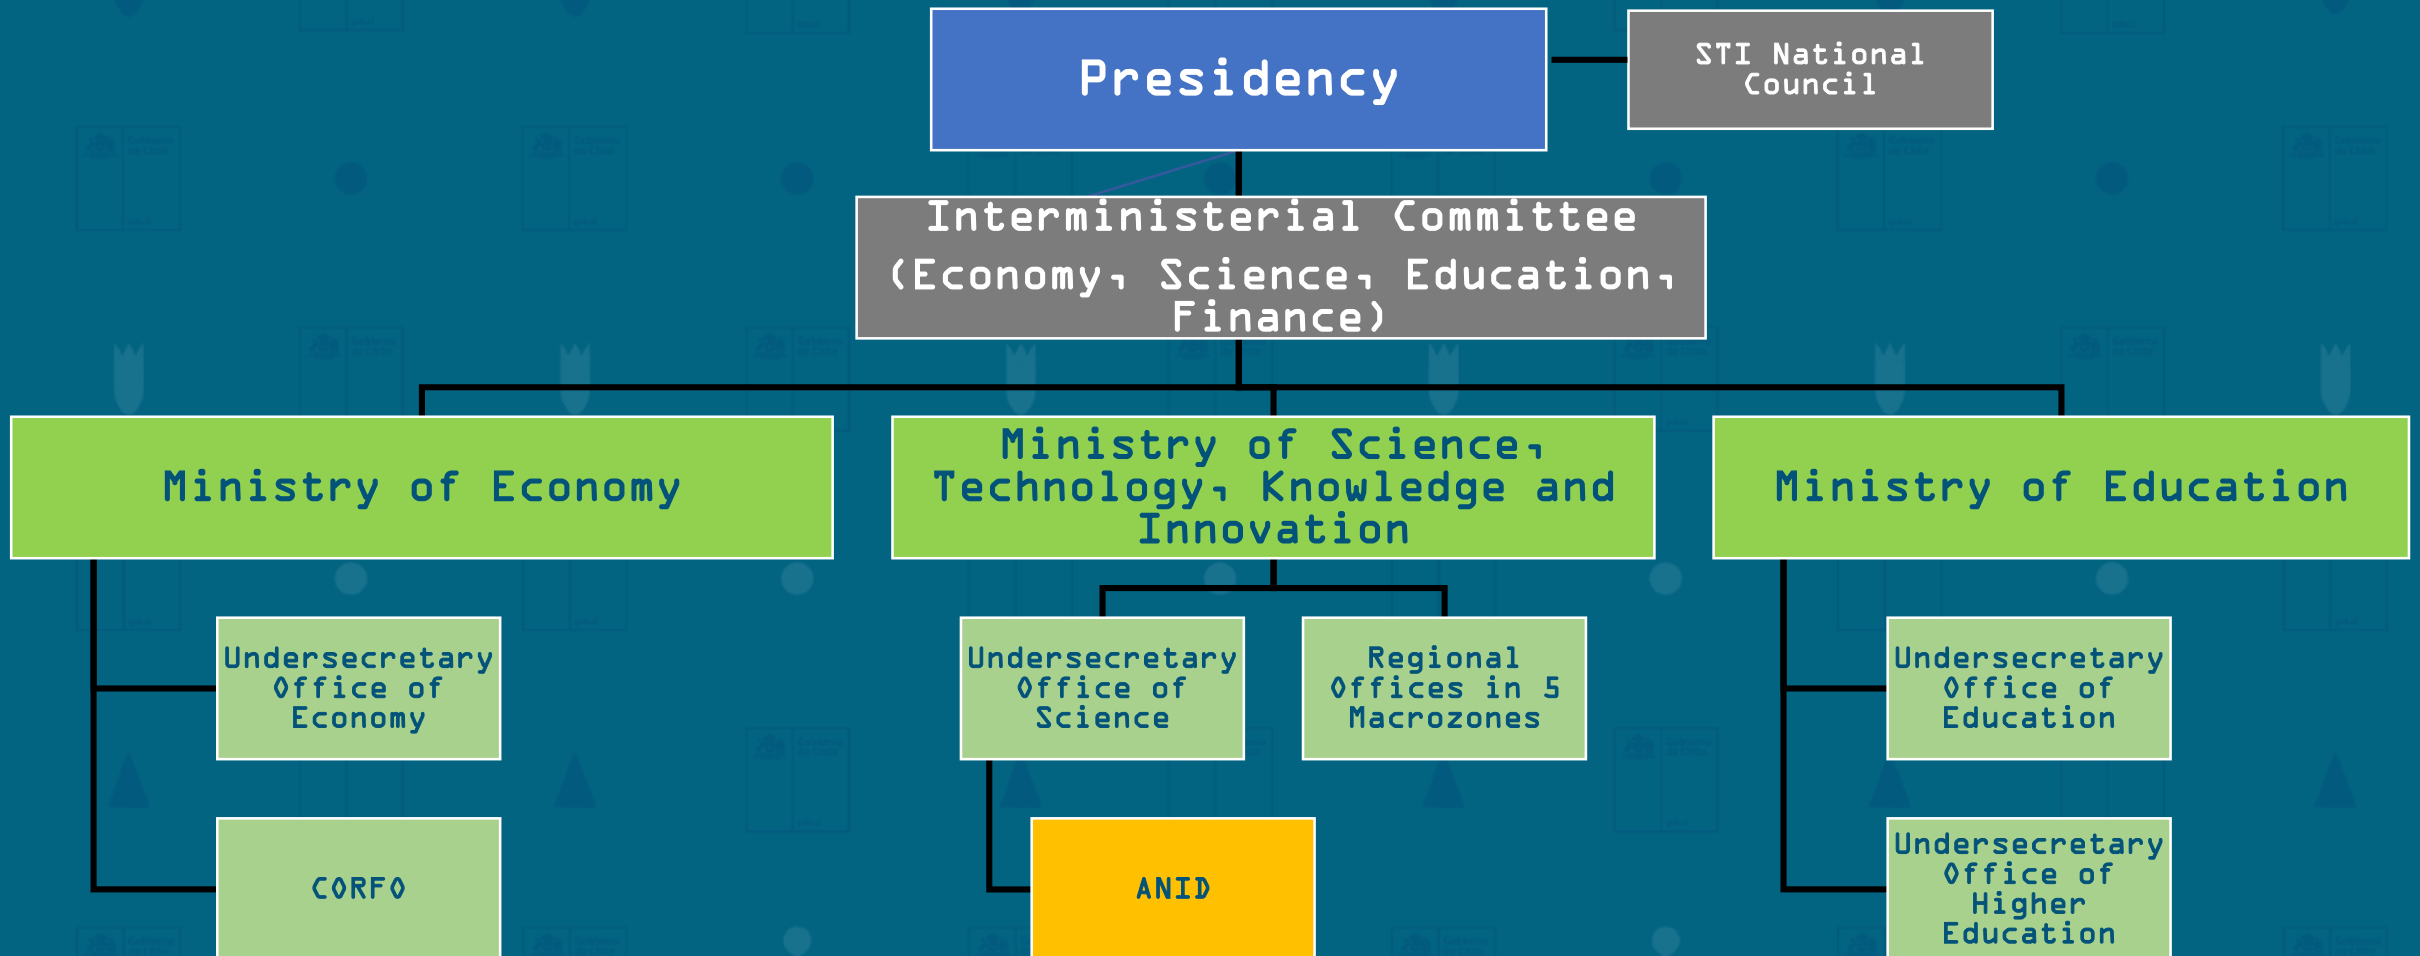 Presidency
STI National
Council
Interministerial Committee
(Economy, Science, Education,
Finance)
Ministry of Economy
Ministry of Science,
Technology, Knowledge and
Innovation
Ministry of Education
Undersecretary
Office of
Economy
Undersecretary
Office of
Science
Regional
Offices in 5
Macrozones
Undersecretary
Office of
Education
CORFO
ANID
Undersecretary
Office of
Higher
Education